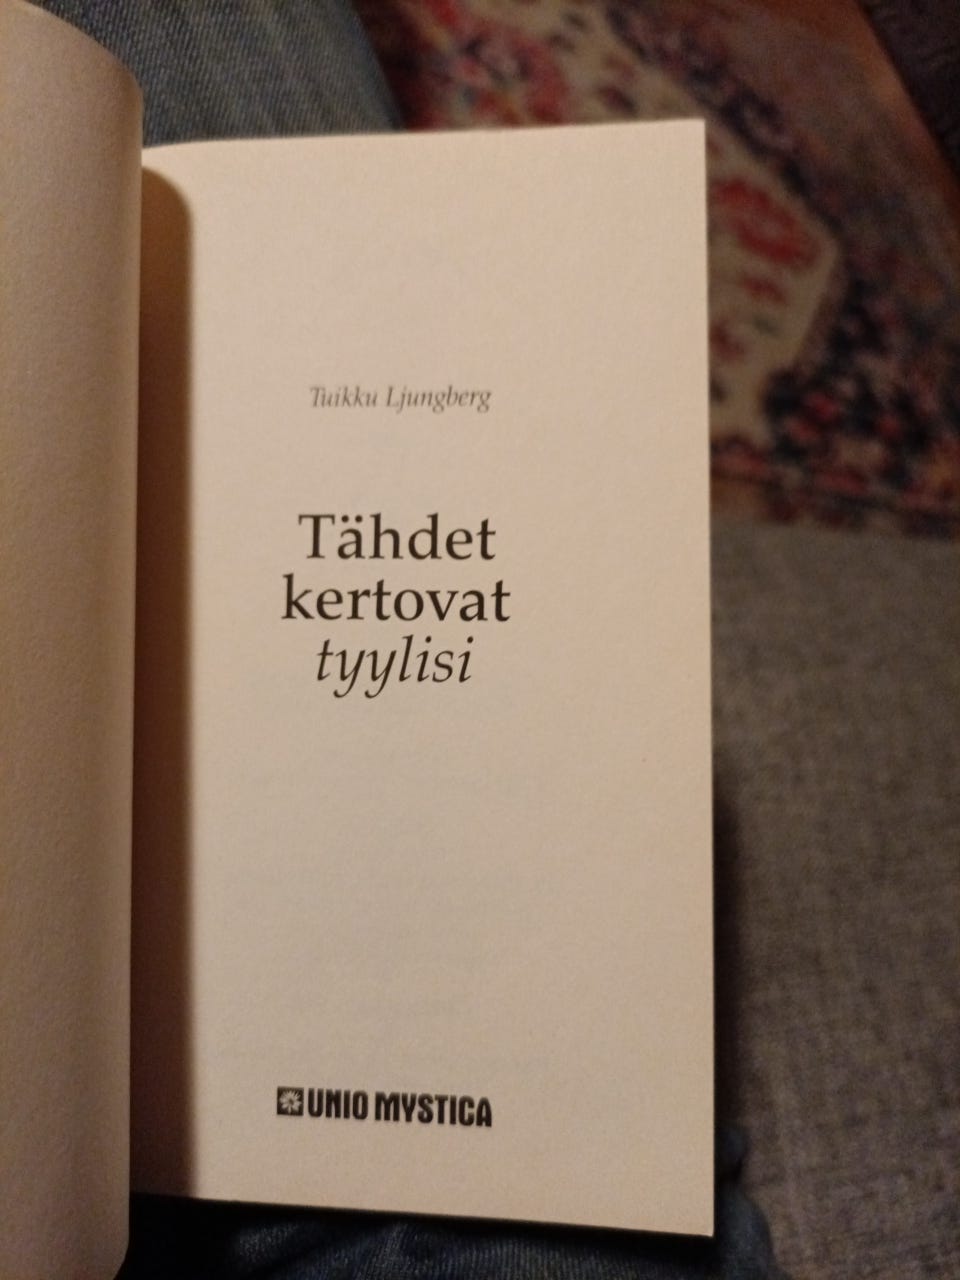 Tuikku Ljungberg
Tähdet
kertovat
tyylisi
UNIO MYSTICA